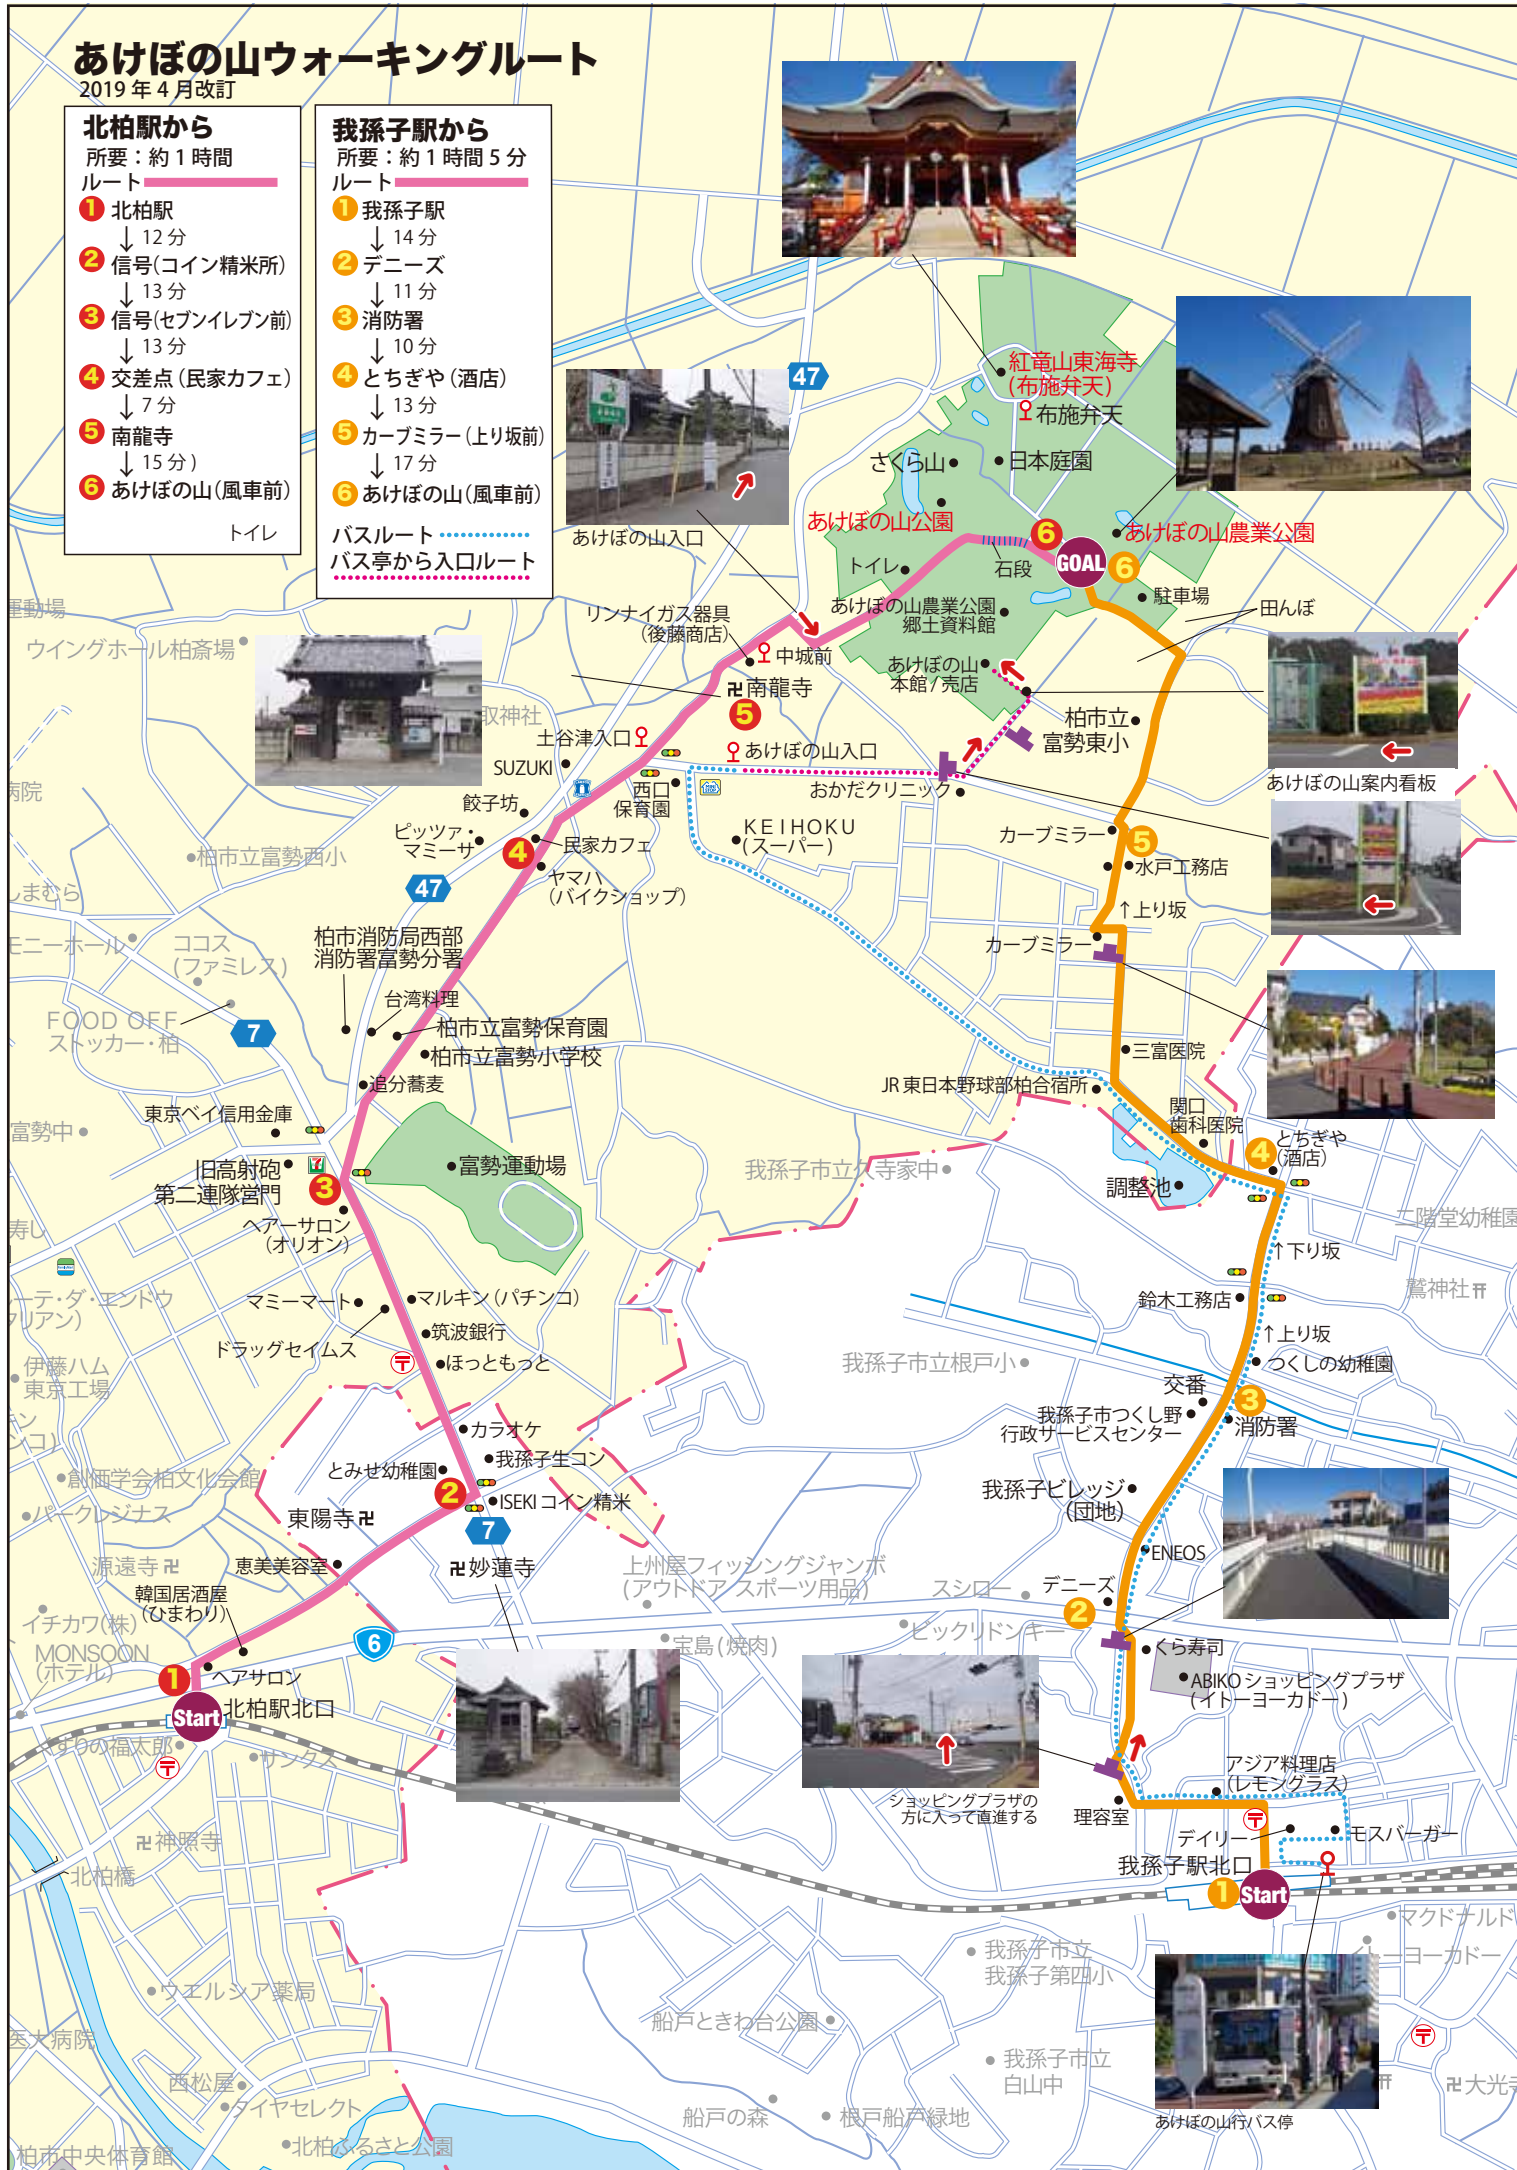 あけぼの山ウォーキングルート
2019年4月改訂
北柏駅から
所要：約1時間
ルート
1 北柏駅
↓ 12分
2 信号(コイン精米所)
↓ 13分
3 信号(セブンイレブン前)
↓ 13分
4 交差点(民家カフェ)
↓ 7分
5 南龍寺
↓ 15分)
6 あけぼの山(風車前)
トイレ
我孫子駅から
所要：約1時間5分
ルート
1 我孫子駅
↓ 14分
2 デニーズ
↓ 11分
3 消防署
↓ 10分
4 とちぎや(酒店)
↓ 13分
5 カーブミラー(上り坂前)
↓ 17分
6 あけぼの山(風車前)
バスルート
バス亭から入口ルート
47
紅竜山東海寺
(布施弁天)
布施弁天
さくら山
日本庭園
あけぼの山公園
6
あけぼの山農業公園
GOAL
6
あけぼの山入口
トイレ
石段
駐車場
田んぼ
あけぼの山農業公園
郷土資料館
リンナイガス器具
(後藤商店)
中城前
あけぼの山
本館/売店
運動場
ウイングホール柏斎場
南龍寺
5
取神社
柏市立
富勢東小
土谷津入口
あけぼの山入口
あけぼの山案内看板
SUZUKI
西口
保育園
おかだクリニック
病院
餃子坊
ピッツァ・
マミーサ
民家カフェ
4
KEIHOKU
(スーパー)
カーブミラー
5
水戸工務店
柏市立富勢西小
ヤマハ
(バイクショップ)
47
しまむら
↑上り坂
カーブミラー
モニーホール
ココス
(ファミレス)
柏市消防局西部
消防署富勢分署
台湾料理
FOOD OFF
ストッカー・柏
7
柏市立富勢保育園
柏市立富勢小学校
三富医院
追分蕎麦
JR東日本野球部柏合宿所
東京ベイ信用金庫
富勢中
関口
歯科医院
4
とちぎや
(酒店)
旧高射砲
第二連隊営門
3
富勢運動場
我孫子市立久寺家中
調整池
ヘアーサロン
(オリオン)
寿し
二階堂幼稚園
↑下り坂
鷲神社
マミーマート
マルキン(パチンコ)
ーテ・ダ・エンドウ
タリアン)
鈴木工務店
筑波銀行
ドラッグセイムス
↑上り坂
ほっともっと
伊藤ハム
東京工場
我孫子市立根戸小
つくしの幼稚園
交番
3
我孫子市つくし野
行政サービスセンター
消防署
カラオケ
ンコ)
我孫子生コン
とみせ幼稚園
2
創価学会柏文化会館
ISEKIコイン精米
我孫子ビレッジ
(団地)
パークレジナス
東陽寺
7
ENEOS
源遠寺
恵美美容室
妙蓮寺
上州屋フィッシングジャンボ
(アウトドア スポーツ用品)
スシロー
デニーズ
2
韓国居酒屋
(ひまわり)
イチカワ(株)
MONSOON
(ホテル)
6
宝島(焼肉)
ビックリドンキー
くら寿司
1
ヘアサロン
ABIKOショッピングプラザ
(イトーヨーカドー)
Start
北柏駅北口
くすりの福太郎
サンクス
アジア料理店
(レモングラス)
ショッピングプラザの
方に入って直進する
理容室
デイリー
モスバーガー
神照寺
北柏橋
我孫子駅北口
1
Start
マクドナルド
イトーヨーカドー
我孫子市立
我孫子第四小
ウエルシア薬局
船戸ときわ台公園
医大病院
我孫子市立
白山中
西松屋
タイヤセレクト
大光寺
船戸の森
根戸船戸緑地
あけぼの山行バス停
北柏ふるさと公園
柏市中央体育館